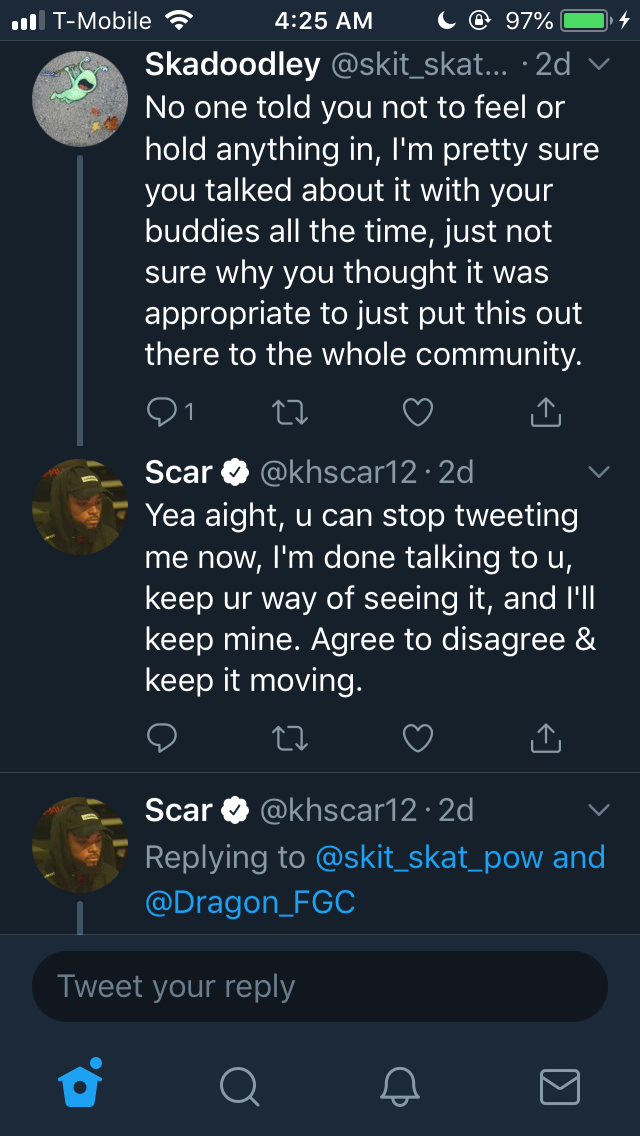 T-Mobile 4:25 AM 97%
Skadoodley @skit_skat... · 2d
No one told you not to feel or
hold anything in, I'm pretty sure
you talked about it with your
buddies all the time, just not
sure why you thought it was
appropriate to just put this out
there to the whole community.
1
Scar @khscar12 · 2d
Yea aight, u can stop tweeting
me now, I'm done talking to u,
keep ur way of seeing it, and I'll
keep mine. Agree to disagree &
keep it moving.
Scar @khscar12 · 2d
Replying to @skit_skat_pow and
@Dragon_FGC
Tweet your reply